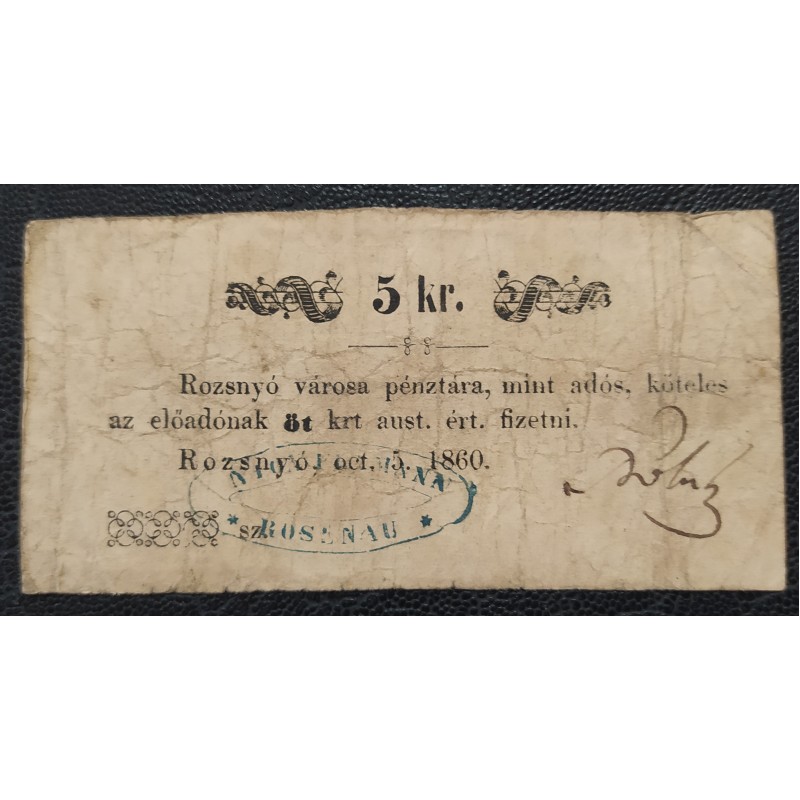 5 kr.
Rozsnyó városa pénztára, mint adós, köteles
az előadónak öt krt aust. ért. fizetni.
Rozsnyó, oct. 5. 1860.
sz.
* ROSENAU *